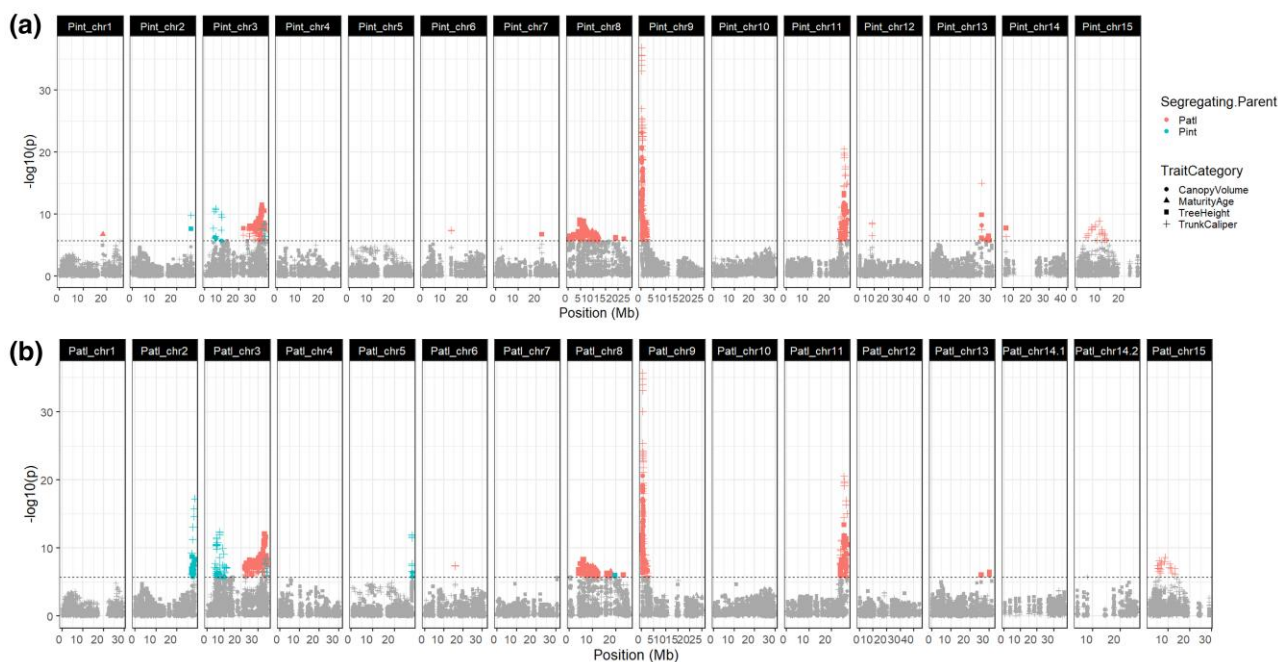 (a)
Pint_chr1 Pint_chr2 Pint_chr3 Pint_chr4 Pint_chr5 Pint_chr6 Pint_chr7 Pint_chr8 Pint_chr9 Pint_chr10 Pint_chr11 Pint_chr12 Pint_chr13 Pint_chr14 Pint_chr15
-log10(p)
30
20
10
0
0 10 20 0 10 20 0 10 20 30 0 10 20 30 0 10 20 30 0 10 20 30 0 10 20 0 5 10 15 20 25 0 5 10 15 20 25 0 10 20 30 0 10 20 0 10 20 30 40 0 10 20 30 0 10 20 30 40 0 10 20
Position (Mb)
Segregating.Parent
Patl
Pint
TraitCategory
CanopyVolume
MaturityAge
TreeHeight
TrunkCaliper
(b)
Patl_chr1 Patl_chr2 Patl_chr3 Patl_chr4 Patl_chr5 Patl_chr6 Patl_chr7 Patl_chr8 Patl_chr9 Patl_chr10 Patl_chr11 Patl_chr12 Patl_chr13 Patl_chr14.1 Patl_chr14.2 Patl_chr15
-log10(p)
30
20
10
0
0 10 20 30 0 10 20 0 10 20 30 0 10 20 30 0 10 20 0 10 20 30 0 10 20 0 5 10 15 20 25 0 5 10 15 20 25 0 10 20 30 0 10 20 0 10 20 30 40 0 10 20 30 0 10 20 30 10 20 0 10 20 30
Position (Mb)